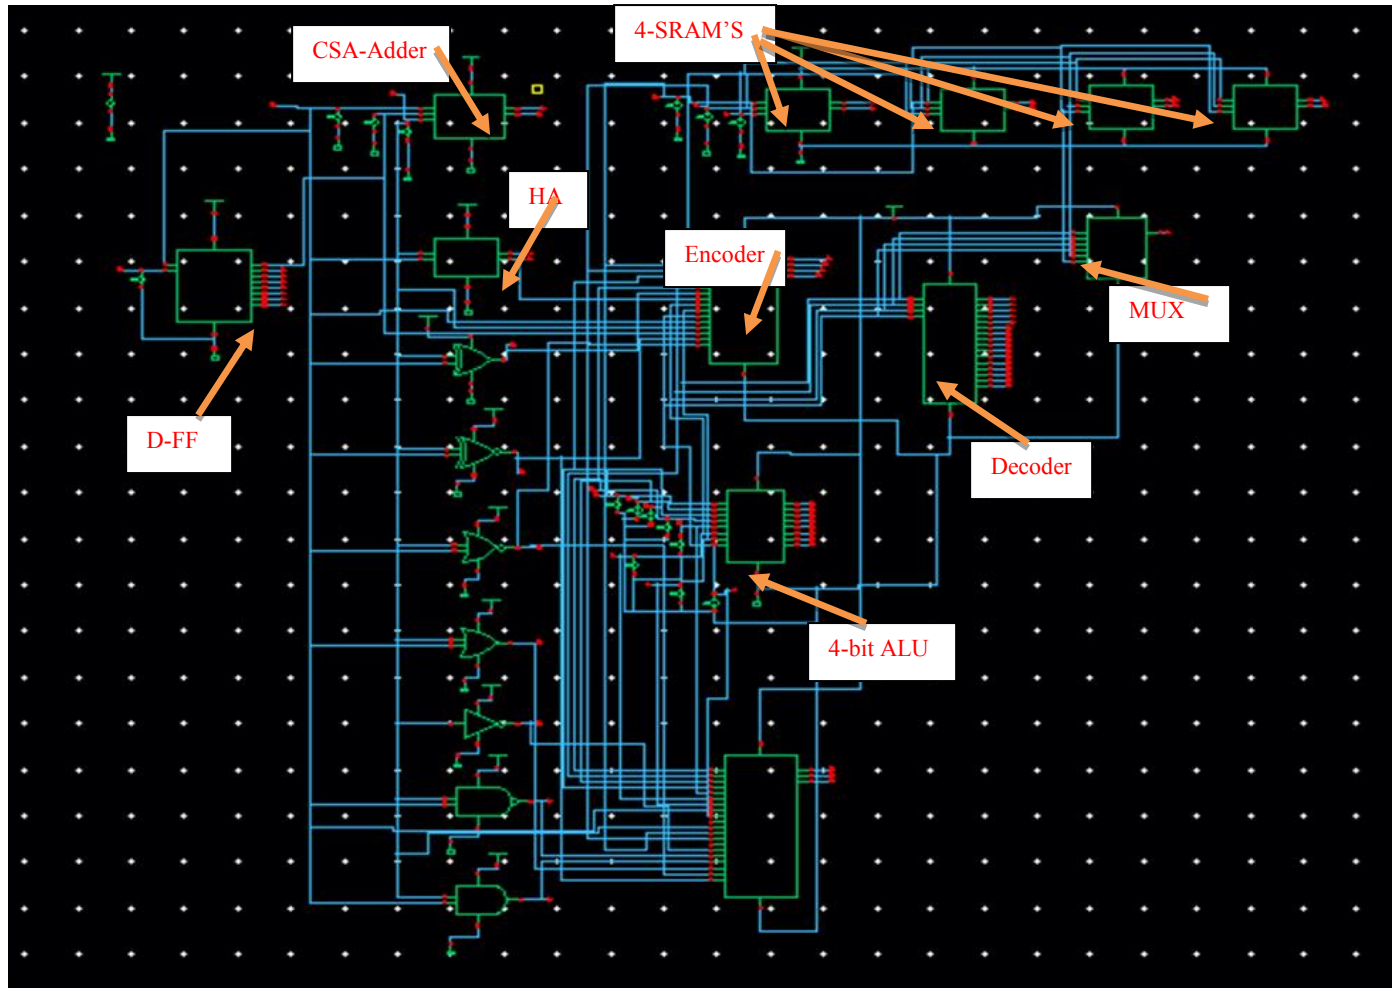 CSA-Adder
4-SRAM’S
HA
Encoder
MUX
D-FF
Decoder
4-bit ALU